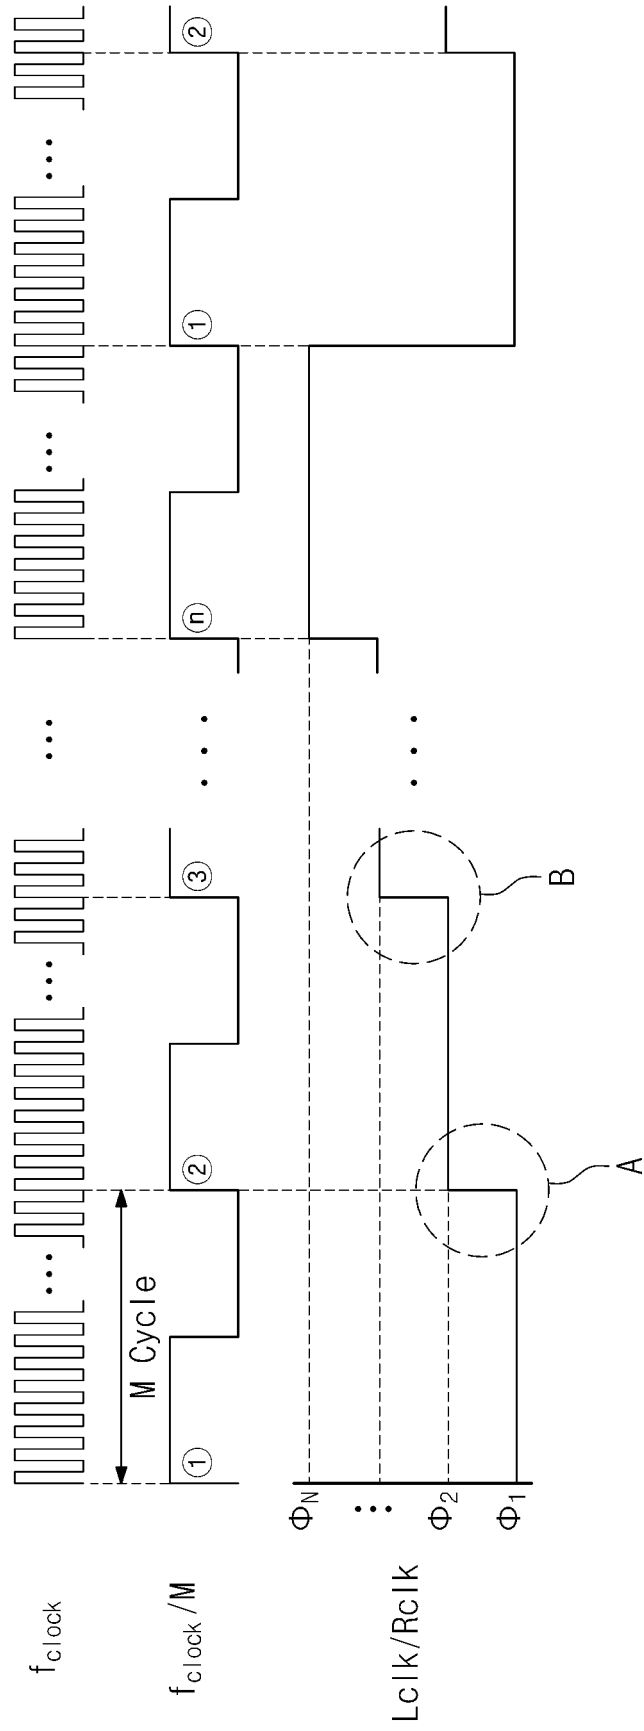 f_clock
M Cycle
f_clock/M
① ② ③ ⓝ ① ②
Lclk/Rclk
Φ_N
Φ_2
Φ_1
A
B